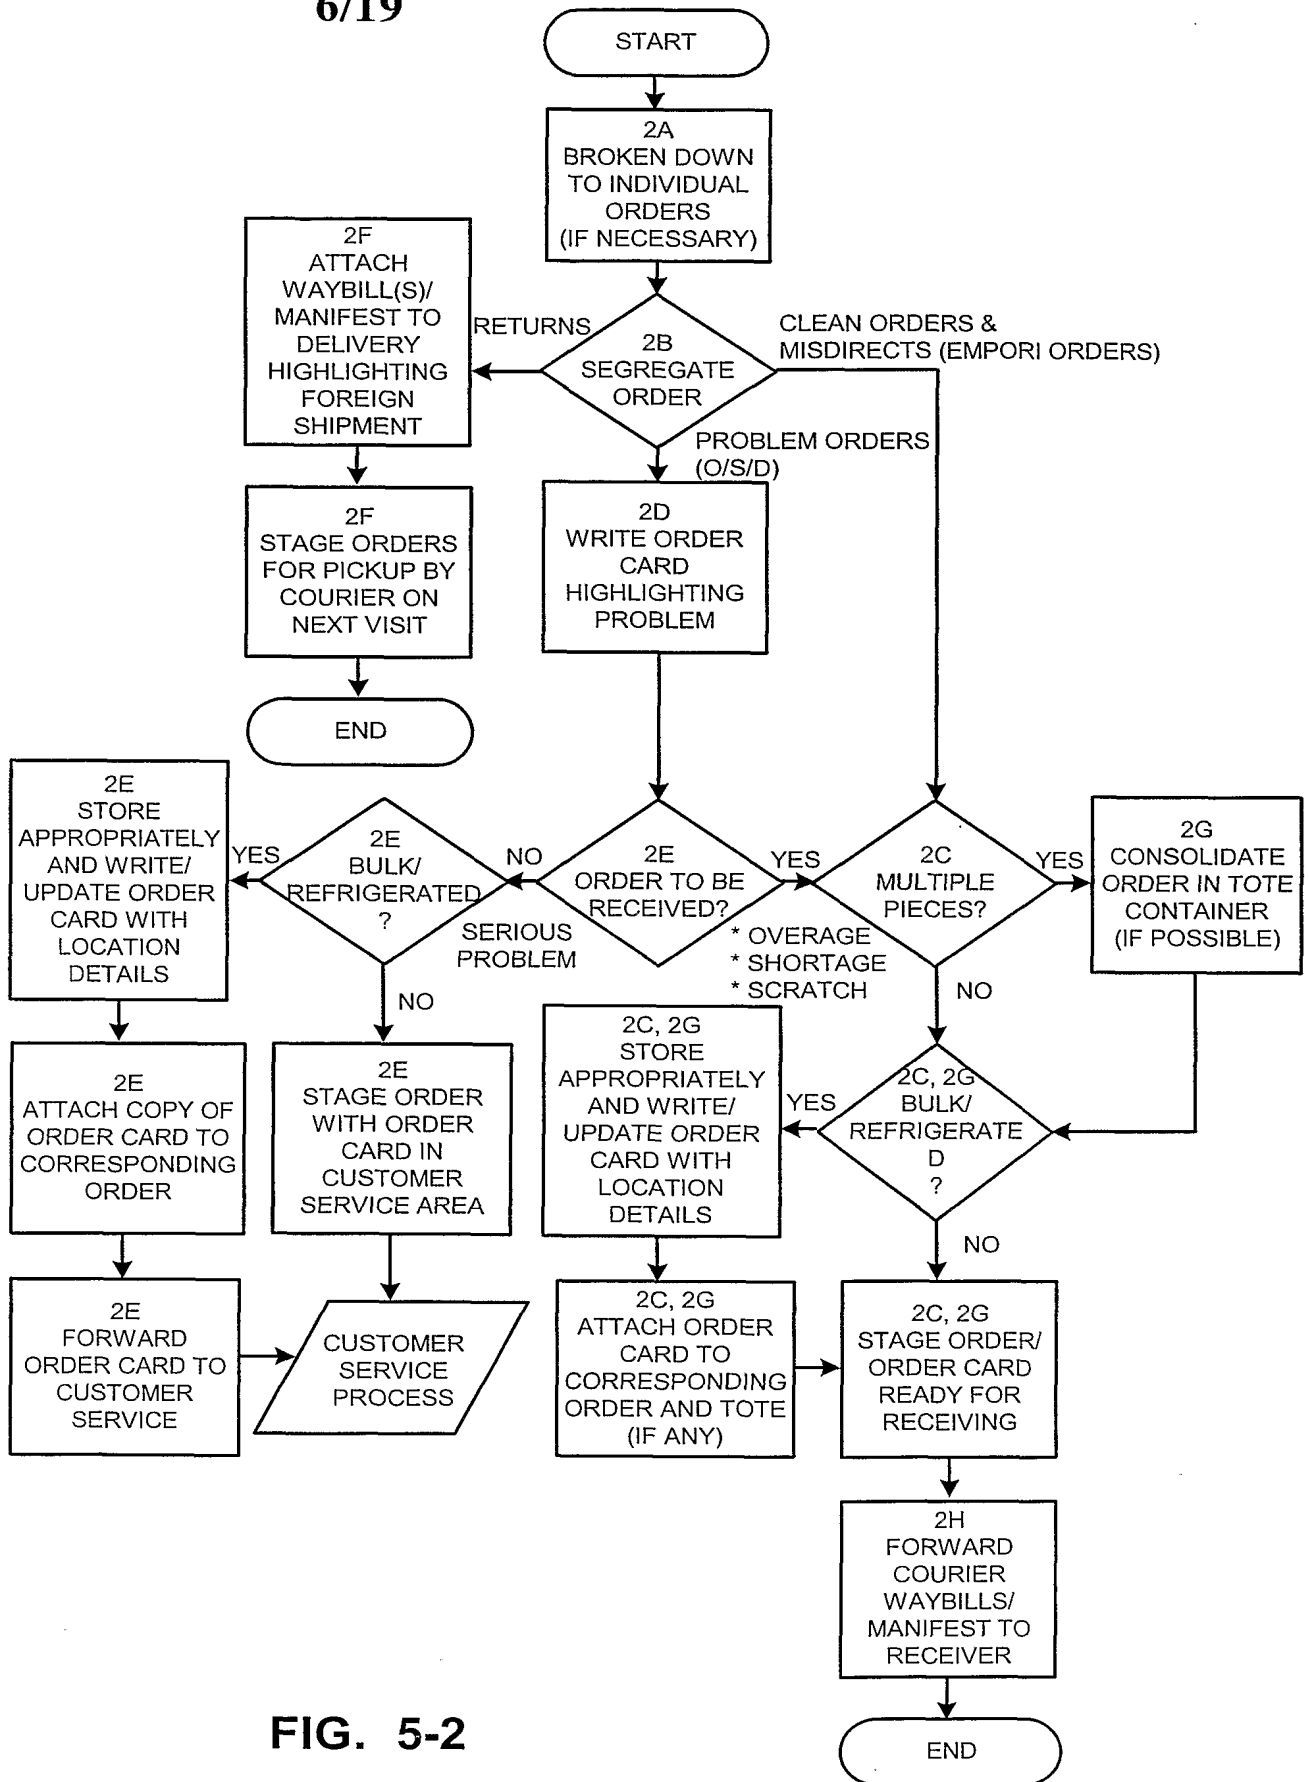 6/19
START
2A
BROKEN DOWN
TO INDIVIDUAL
ORDERS
(IF NECESSARY)
2F
ATTACH
WAYBILL(S)/
MANIFEST TO
DELIVERY
HIGHLIGHTING
FOREIGN
SHIPMENT
RETURNS
2B
SEGREGATE
ORDER
CLEAN ORDERS &
MISDIRECTS (EMPORI ORDERS)
PROBLEM ORDERS
(O/S/D)
2F
STAGE ORDERS
FOR PICKUP BY
COURIER ON
NEXT VISIT
2D
WRITE ORDER
CARD
HIGHLIGHTING
PROBLEM
END
2E
STORE
APPROPRIATELY
AND WRITE/
UPDATE ORDER
CARD WITH
LOCATION
DETAILS
YES
2E
BULK/
REFRIGERATED
?
NO
SERIOUS
PROBLEM
2E
ORDER TO BE
RECEIVED?
YES
* OVERAGE
* SHORTAGE
* SCRATCH
2C
MULTIPLE
PIECES?
YES
2G
CONSOLIDATE
ORDER IN TOTE
CONTAINER
(IF POSSIBLE)
NO
NO
2E
ATTACH COPY OF
ORDER CARD TO
CORRESPONDING
ORDER
2E
STAGE ORDER
WITH ORDER
CARD IN
CUSTOMER
SERVICE AREA
2C, 2G
STORE
APPROPRIATELY
AND WRITE/
UPDATE ORDER
CARD WITH
LOCATION
DETAILS
YES
2C, 2G
BULK/
REFRIGERATE
D
?
NO
2E
FORWARD
ORDER CARD TO
CUSTOMER
SERVICE
CUSTOMER
SERVICE
PROCESS
2C, 2G
ATTACH ORDER
CARD TO
CORRESPONDING
ORDER AND TOTE
(IF ANY)
2C, 2G
STAGE ORDER/
ORDER CARD
READY FOR
RECEIVING
2H
FORWARD
COURIER
WAYBILLS/
MANIFEST TO
RECEIVER
END
FIG. 5-2